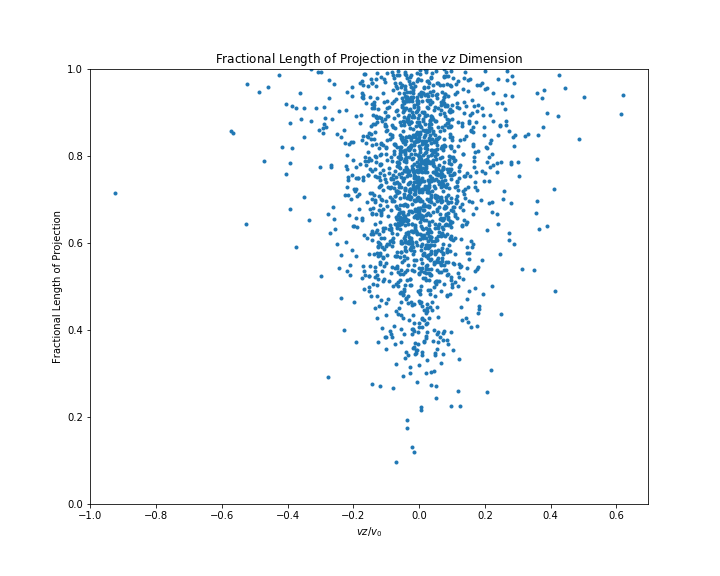 Fractional Length of Projection in the vz Dimension
Fractional Length of Projection
1.0
0.8
0.6
0.4
0.2
0.0
−1.0 −0.8 −0.6 −0.4 −0.2 0.0 0.2 0.4 0.6
vz/v₀